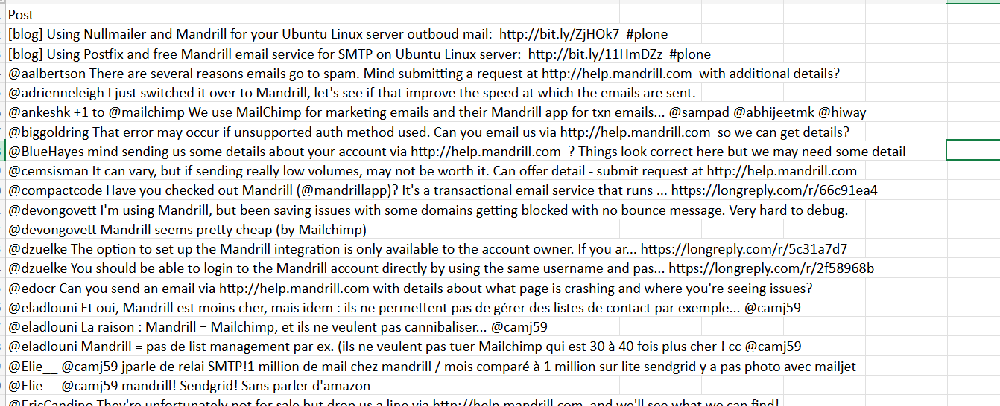 Post
[blog] Using Nullmailer and Mandrill for your Ubuntu Linux server outboud mail:  http://bit.ly/ZjHOk7  #plone
[blog] Using Postfix and free Mandrill email service for SMTP on Ubuntu Linux server:  http://bit.ly/11HmDZz  #plone
@aalbertson There are several reasons emails go to spam. Mind submitting a request at http://help.mandrill.com  with additional details?
@adrienneleigh I just switched it over to Mandrill, let's see if that improve the speed at which the emails are sent.
@ankeshk +1 to @mailchimp We use MailChimp for marketing emails and their Mandrill app for txn emails... @sampad @abhijeetmk @hiway
@biggoldring That error may occur if unsupported auth method used. Can you email us via http://help.mandrill.com  so we can get details?
@BlueHayes mind sending us some details about your account via http://help.mandrill.com  ? Things look correct here but we may need some detail
@cemsisman It can vary, but if sending really low volumes, may not be worth it. Can offer detail - submit request at http://help.mandrill.com
@compactcode Have you checked out Mandrill (@mandrillapp)? It's a transactional email service that runs ... https://longreply.com/r/66c91ea4
@devongovett I'm using Mandrill, but been saving issues with some domains getting blocked with no bounce message. Very hard to debug.
@devongovett Mandrill seems pretty cheap (by Mailchimp)
@dzuelke The option to set up the Mandrill integration is only available to the account owner. If you ar... https://longreply.com/r/5c31a7d7
@dzuelke You should be able to login to the Mandrill account directly by using the same username and pas... https://longreply.com/r/2f58968b
@edocr Can you send an email via http://help.mandrill.com with details about what page is crashing and where you're seeing issues?
@eladlouni Et oui, Mandrill est moins cher, mais idem : ils ne permettent pas de gérer des listes de contact par exemple... @camj59
@eladlouni La raison : Mandrill = Mailchimp, et ils ne veulent pas cannibaliser... @camj59
@eladlouni Mandrill = pas de list management par ex. (ils ne veulent pas tuer Mailchimp qui est 30 à 40 fois plus cher ! cc @camj59
@Elie__ @camj59 jparle de relai SMTP!1 million de mail chez mandrill / mois comparé à 1 million sur lite sendgrid y a pas photo avec mailjet
@Elie__ @camj59 mandrill! Sendgrid! Sans parler d'amazon
@EricCandino They're unfortunately not for sale but drop us a line via http://help.mandrill.com  and we'll see what we can find!